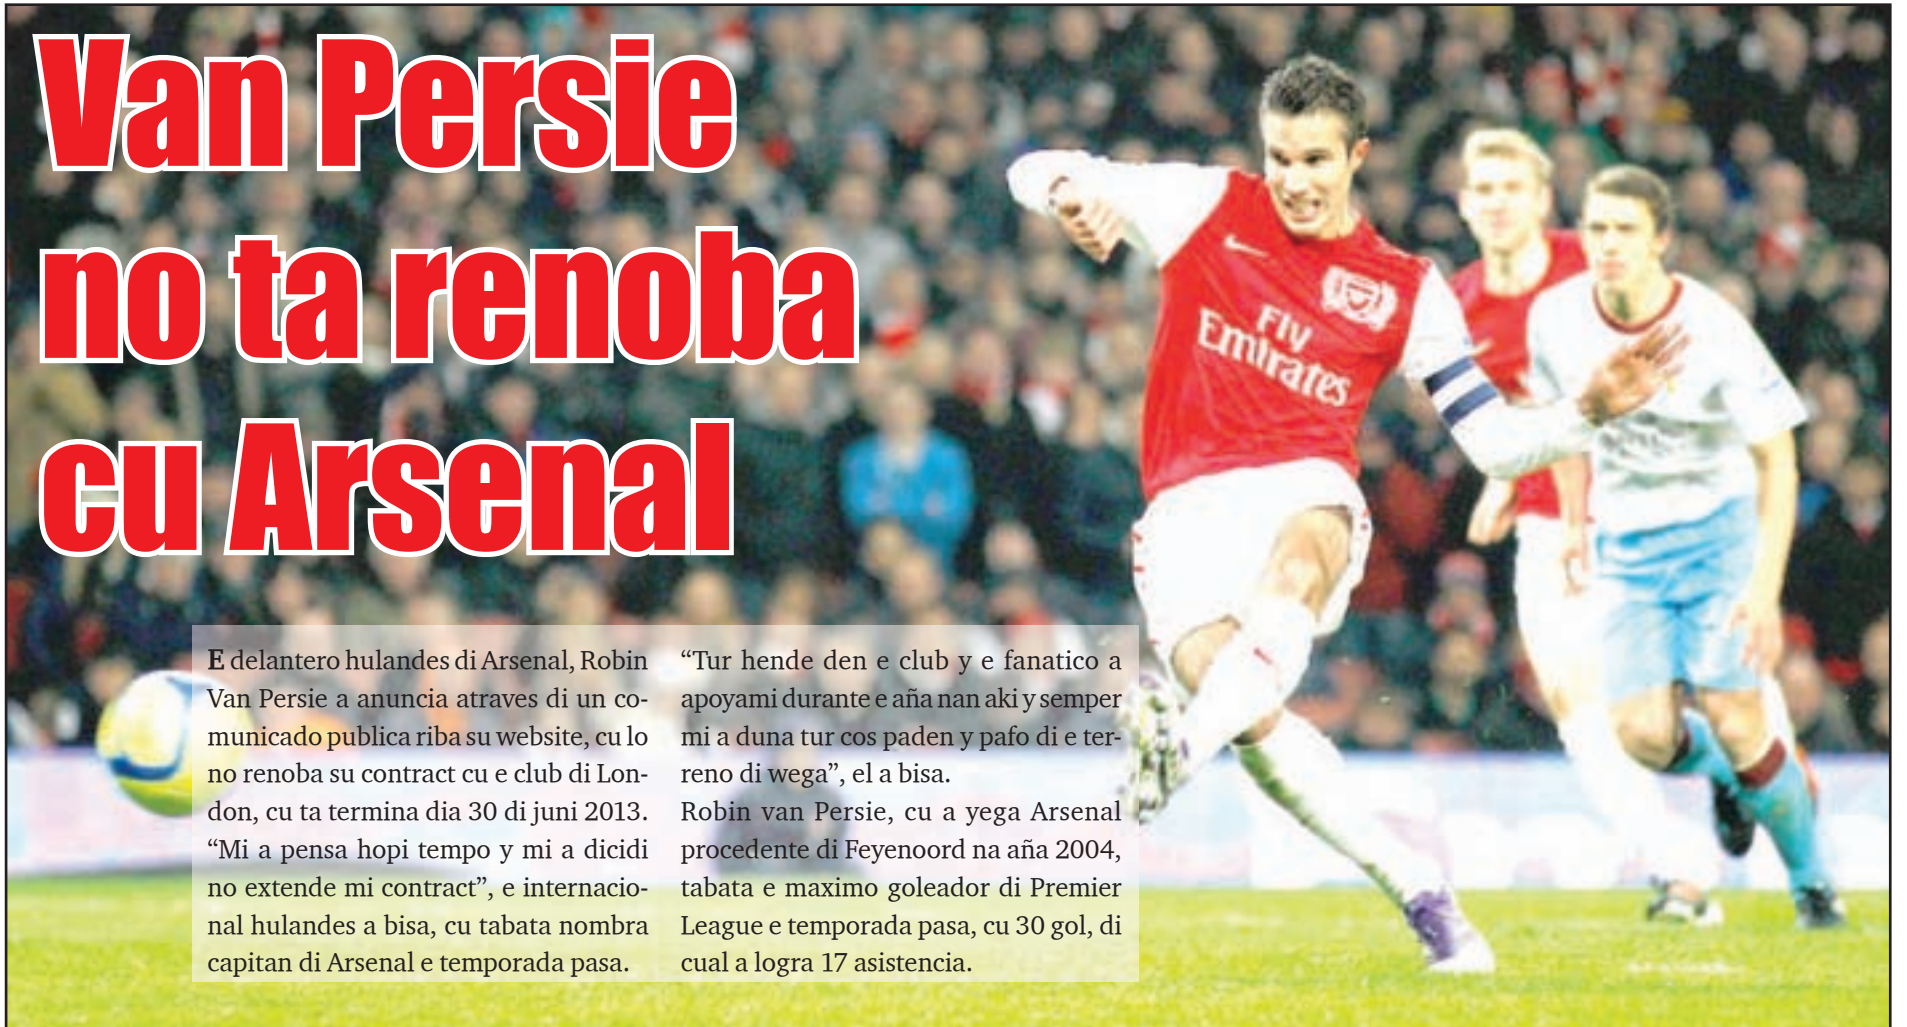 Van Persie
no ta renoba
cu Arsenal
E delantero hulandes di Arsenal, Robin
Van Persie a anuncia atraves di un co-
municado publica riba su website, cu lo
no renoba su contract cu e club di Lon-
don, cu ta termina dia 30 di juni 2013.
“Mi a pensa hopi tempo y mi a dicidi
no extende mi contract”, e internacio-
nal hulandes a bisa, cu tabata nombra
capitan di Arsenal e temporada pasa.
“Tur hende den e club y e fanatico a
apoyami durante e aña nan aki y semper
mi a duna tur cos paden y pafo di e ter-
reno di wega”, el a bisa.
Robin van Persie, cu a yega Arsenal
procedente di Feyenoord na aña 2004,
tabata e maximo goleador di Premier
League e temporada pasa, cu 30 gol, di
cual a logra 17 asistencia.
Fly
Emirates